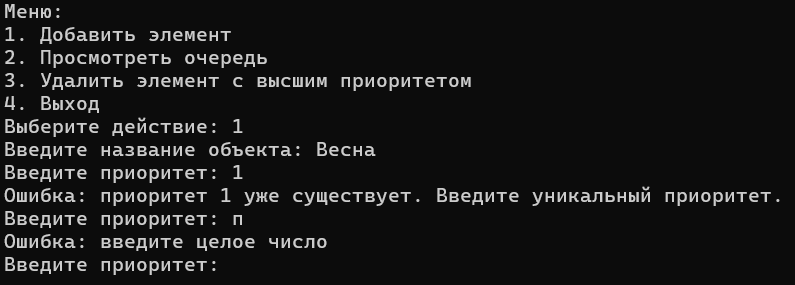 Меню:
1. Добавить элемент
2. Просмотреть очередь
3. Удалить элемент с высшим приоритетом
4. Выход
Выберите действие: 1
Введите название объекта: Весна
Введите приоритет: 1
Ошибка: приоритет 1 уже существует. Введите уникальный приоритет.
Введите приоритет: п
Ошибка: введите целое число
Введите приоритет: